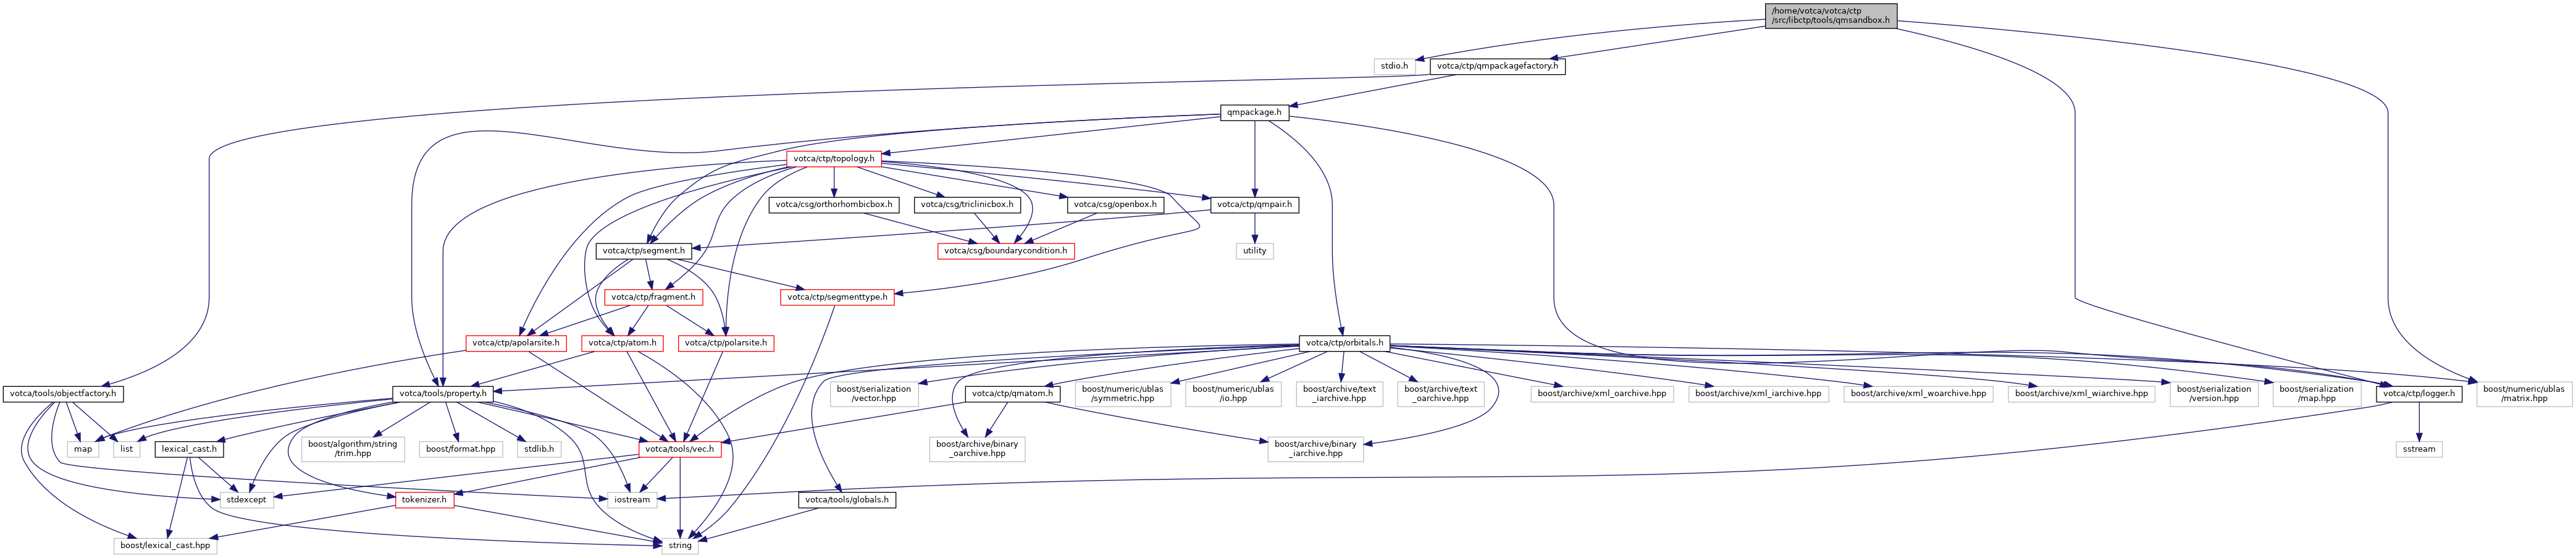 /home/votca/votca/ctp
/src/libctp/tools/qmsandbox.h
stdio.h
votca/ctp/qmpackagefactory.h
qmpackage.h
votca/ctp/topology.h
votca/csg/orthorhombicbox.h
votca/csg/triclinicbox.h
votca/csg/openbox.h
votca/ctp/qmpair.h
votca/ctp/segment.h
votca/csg/boundarycondition.h
utility
votca/ctp/fragment.h
votca/ctp/segmenttype.h
votca/ctp/apolarsite.h
votca/ctp/atom.h
votca/ctp/polarsite.h
votca/ctp/orbitals.h
votca/tools/objectfactory.h
votca/tools/property.h
boost/serialization
/vector.hpp
votca/ctp/qmatom.h
boost/numeric/ublas
/symmetric.hpp
boost/numeric/ublas
/io.hpp
boost/archive/text
_iarchive.hpp
boost/archive/text
_oarchive.hpp
boost/archive/xml_oarchive.hpp
boost/archive/xml_iarchive.hpp
boost/archive/xml_woarchive.hpp
boost/archive/xml_wiarchive.hpp
boost/serialization
/version.hpp
boost/serialization
/map.hpp
votca/ctp/logger.h
boost/numeric/ublas
/matrix.hpp
map
list
lexical_cast.h
boost/algorithm/string
/trim.hpp
boost/format.hpp
stdlib.h
votca/tools/vec.h
boost/archive/binary
_oarchive.hpp
boost/archive/binary
_iarchive.hpp
sstream
stdexcept
tokenizer.h
iostream
votca/tools/globals.h
boost/lexical_cast.hpp
string